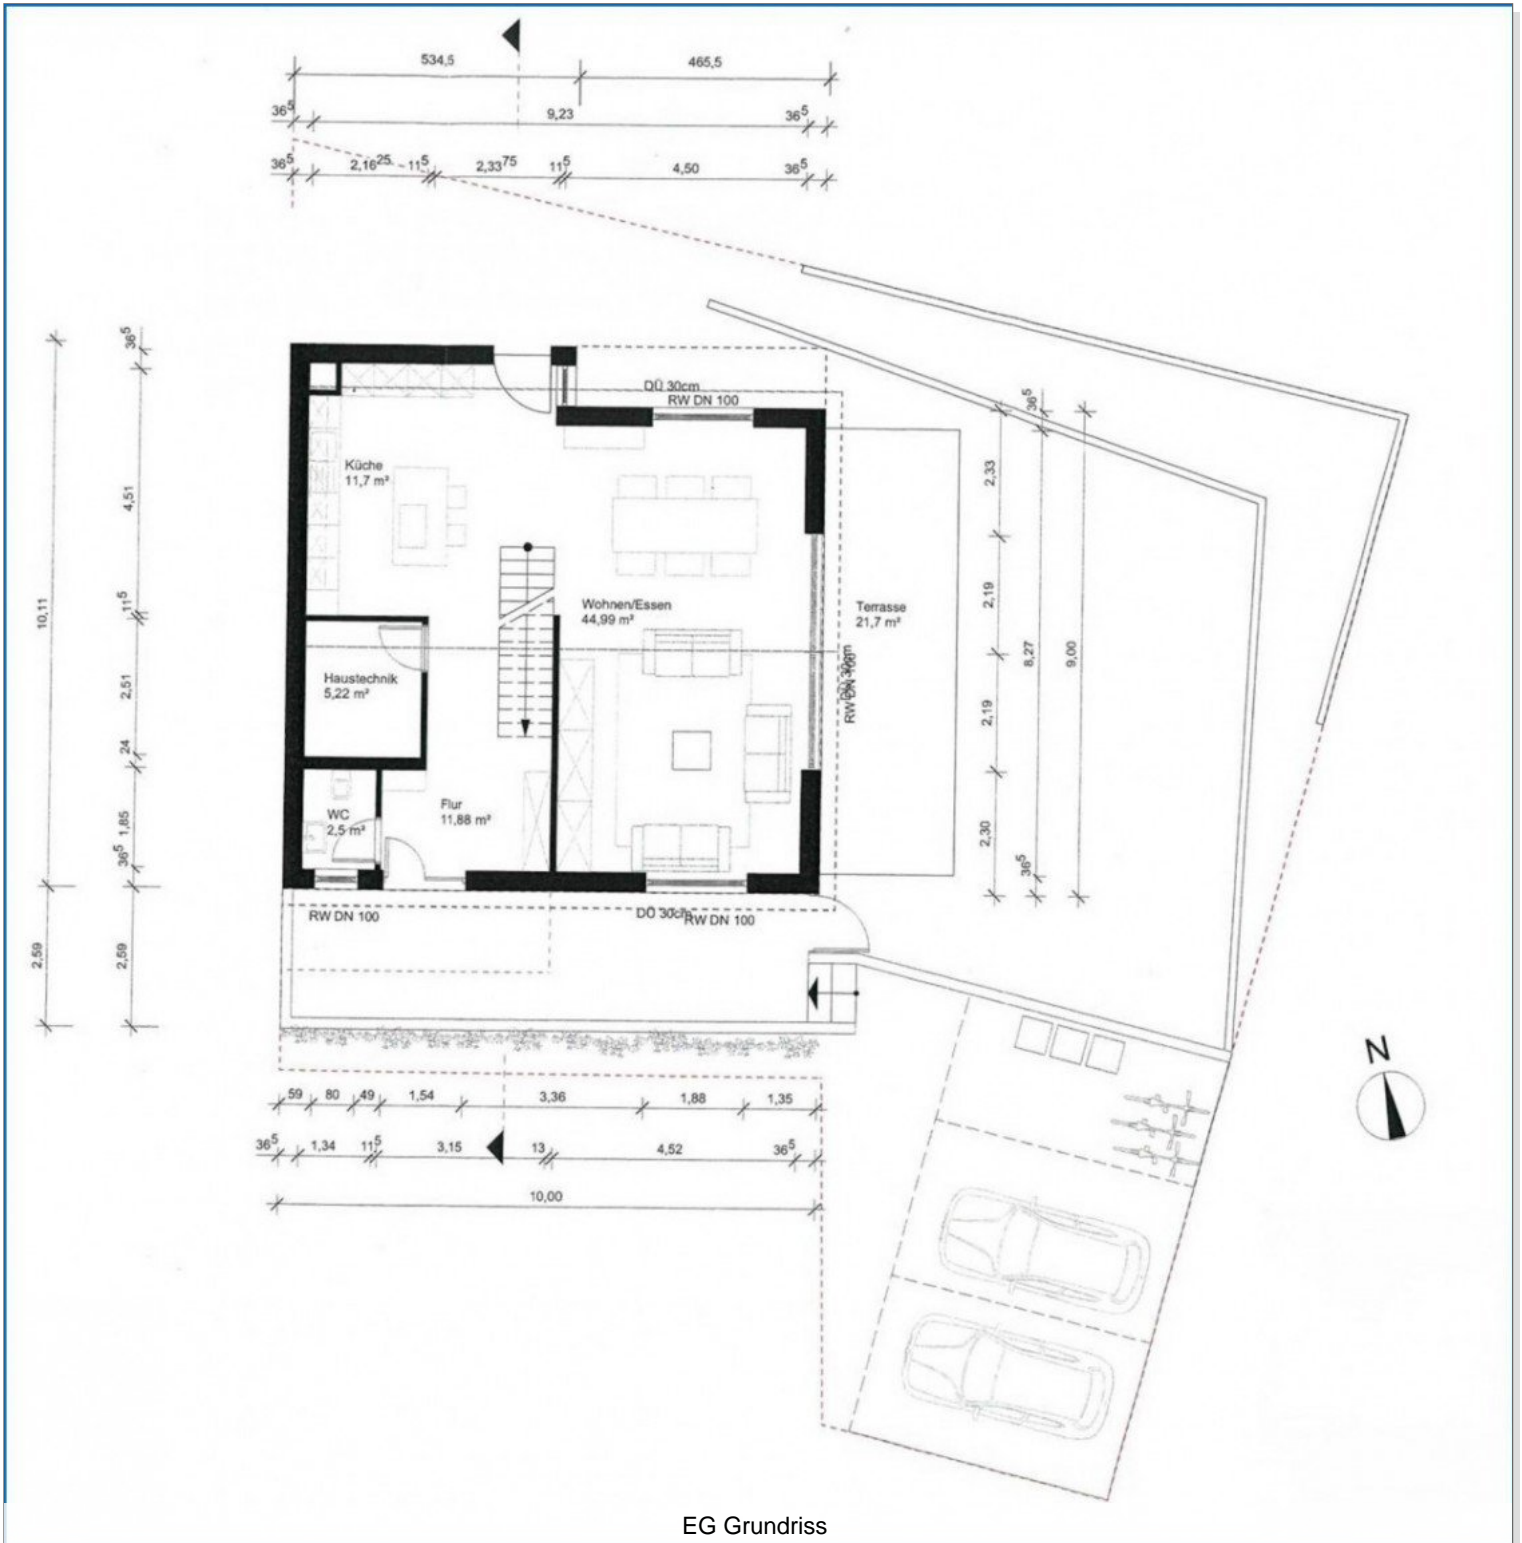 534,5 465,5
36⁵ 9,23 36⁵
36⁵ 2,16²⁵ 11⁵ 2,33⁷⁵ 11⁵ 4,50 36⁵
36⁵
4,51
11⁵
2,51
24
1,85
36⁵
2,59
10,11
2,59
DÜ 30cm
RW DN 100
Küche
11,7 m²
Wohnen/Essen
44,99 m²
Terrasse
21,7 m²
Haustechnik
5,22 m²
DÜ 30cm
RW DN 100
WC
2,5 m²
Flur
11,88 m²
RW DN 100
DÜ 30cm
RW DN 100
2,33
2,19
2,19
2,30
36⁵
8,27
36⁵
9,00
59 80 49 1,54 3,36 1,88 1,35
36⁵ 1,34 11⁵ 3,15 13 4,52 36⁵
10,00
N
EG Grundriss